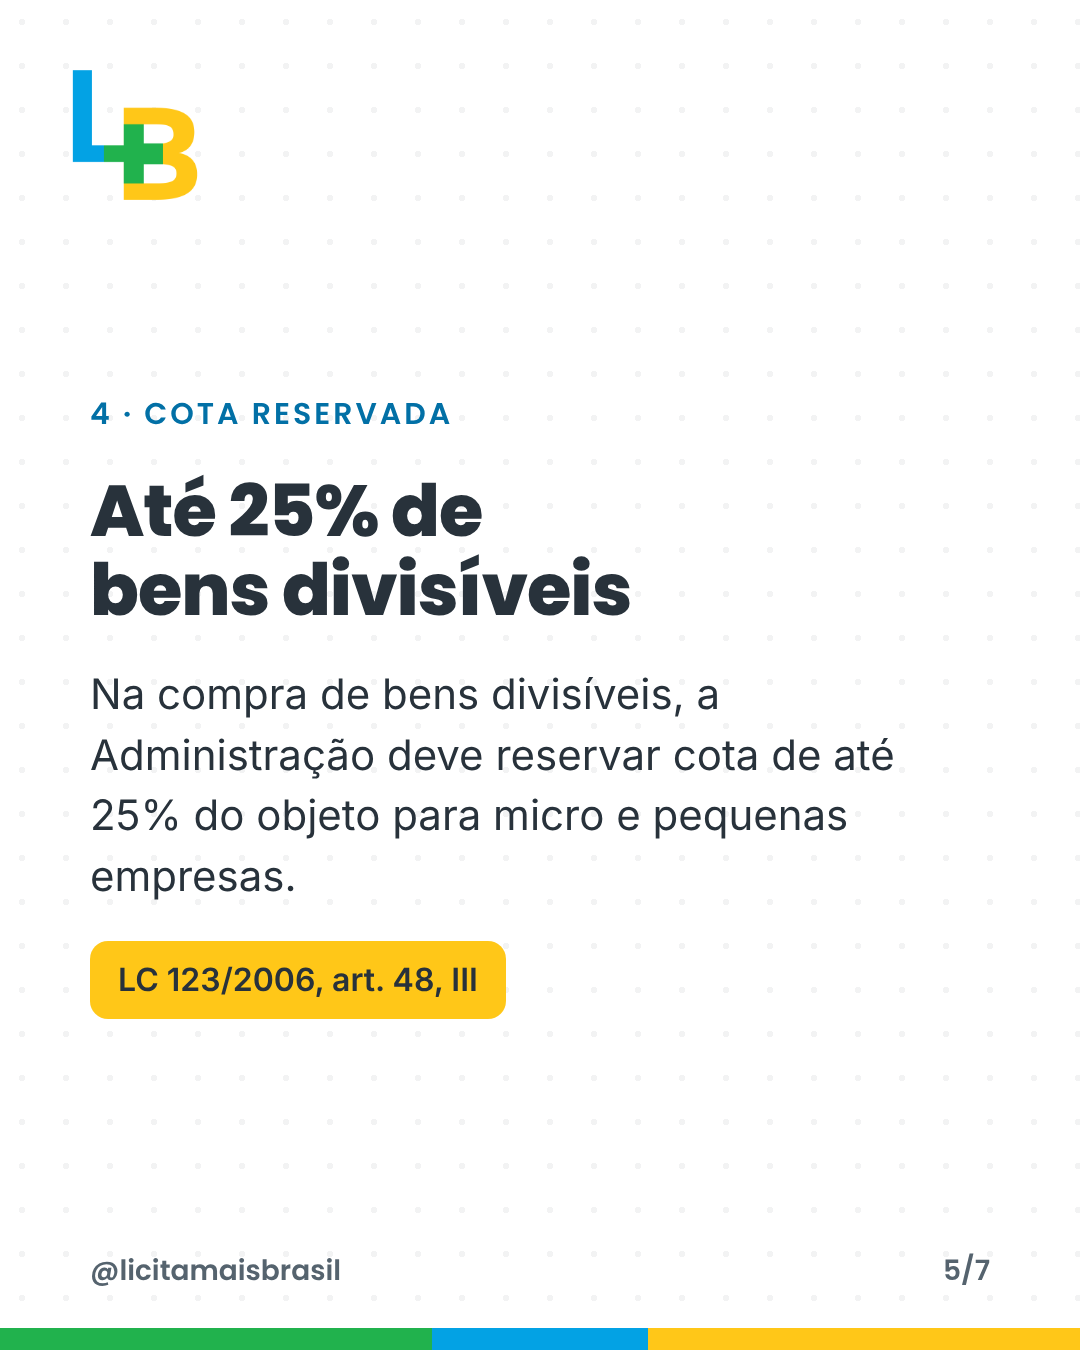 L+B
4 · COTA RESERVADA
Até 25% de
bens divisíveis
Na compra de bens divisíveis, a
Administração deve reservar cota de até
25% do objeto para micro e pequenas
empresas.
LC 123/2006, art. 48, III
@licitamaisbrasil
5/7